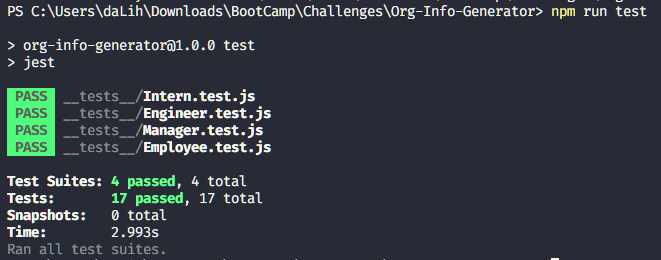 PS C:\Users\daLih\Downloads\BootCamp\Challenges\Org-Info-Generator> npm run test
> org-info-generator@1.0.0 test
> jest
PASS __tests__/Intern.test.js
PASS __tests__/Engineer.test.js
PASS __tests__/Manager.test.js
PASS __tests__/Employee.test.js
Test Suites: 4 passed, 4 total
Tests: 17 passed, 17 total
Snapshots: 0 total
Time: 2.993s
Ran all test suites.